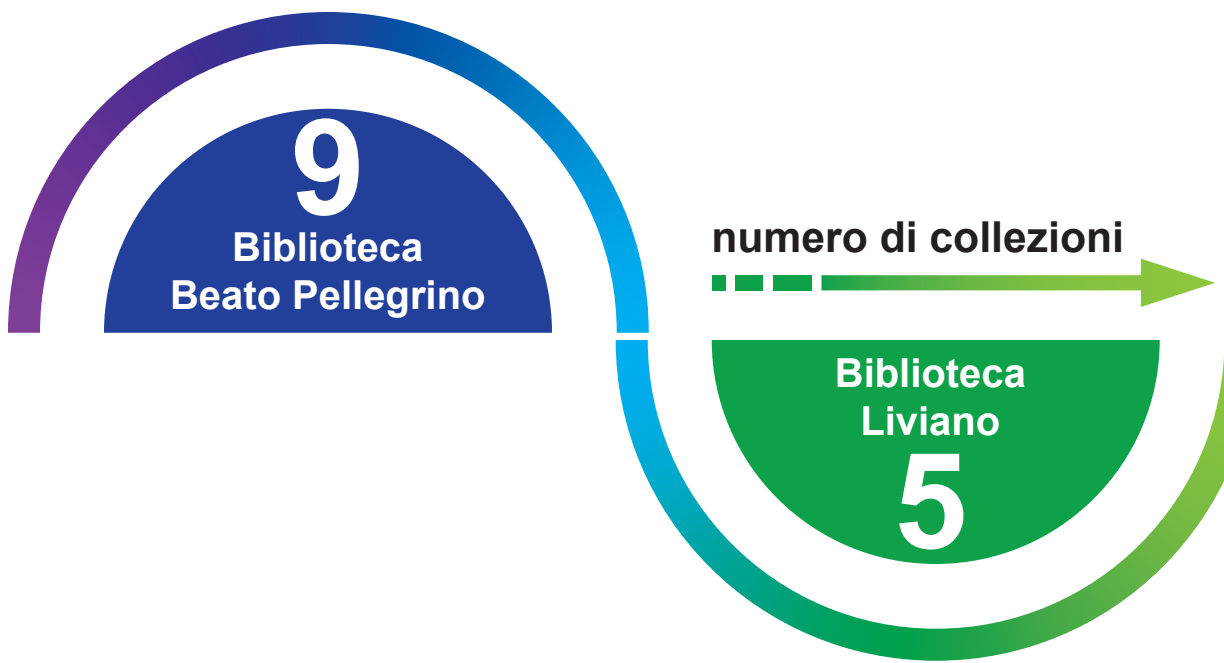 9
Biblioteca
Beato Pellegrino
numero di collezioni
Biblioteca
Liviano
5